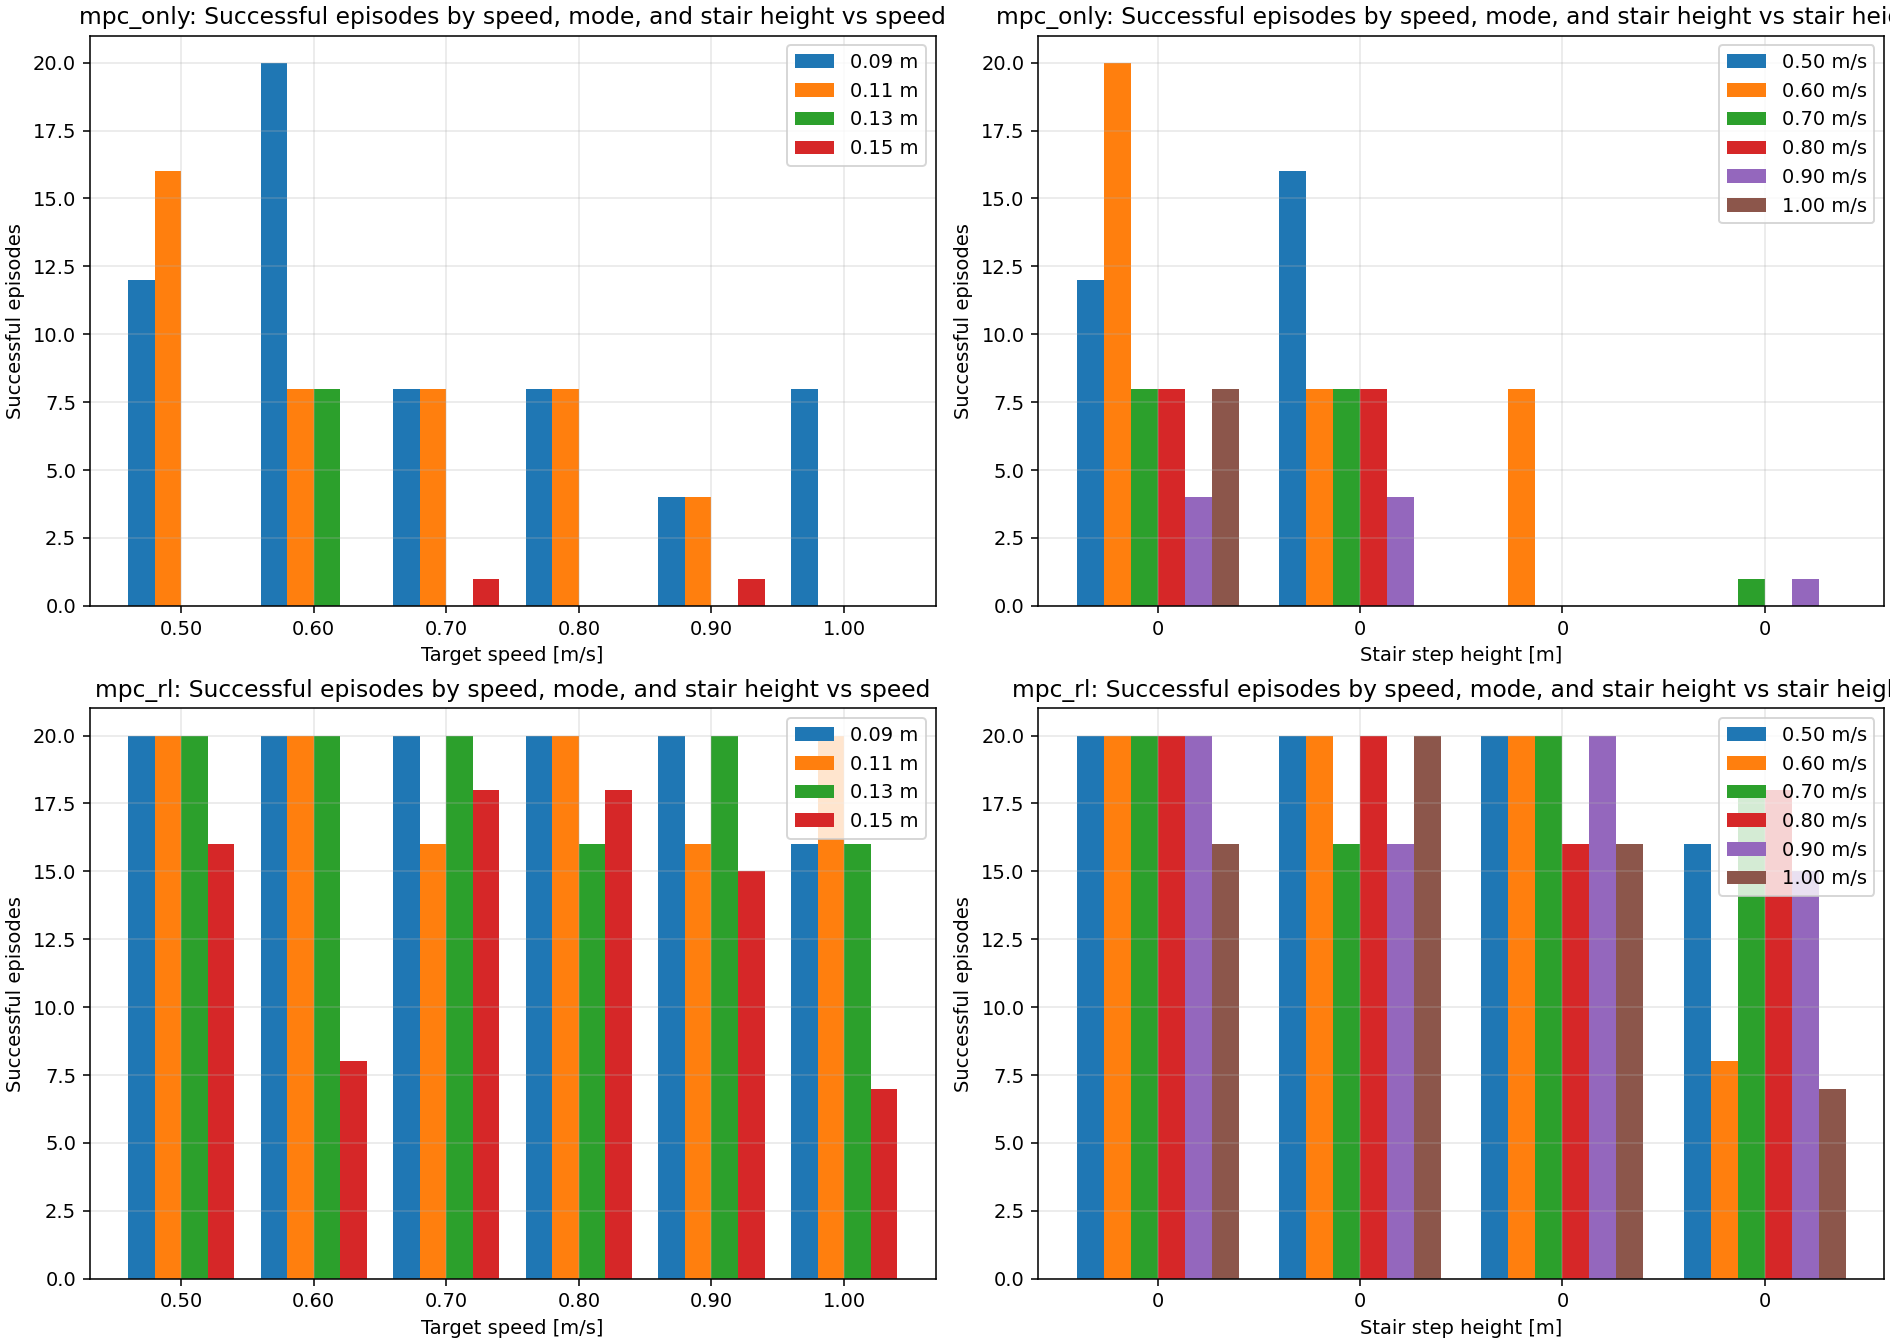 mpc_only: Successful episodes by speed, mode, and stair height vs speed
20.0
17.5
15.0
12.5
10.0
7.5
5.0
2.5
0.0
Successful episodes
0.09 m
0.11 m
0.13 m
0.15 m
0.50 0.60 0.70 0.80 0.90 1.00
Target speed [m/s]
mpc_only: Successful episodes by speed, mode, and stair height vs stair hei
20.0
17.5
15.0
12.5
10.0
7.5
5.0
2.5
0.0
Successful episodes
0.50 m/s
0.60 m/s
0.70 m/s
0.80 m/s
0.90 m/s
1.00 m/s
0 0 0 0
Stair step height [m]
mpc_rl: Successful episodes by speed, mode, and stair height vs speed
20.0
17.5
15.0
12.5
10.0
7.5
5.0
2.5
0.0
Successful episodes
0.09 m
0.11 m
0.13 m
0.15 m
0.50 0.60 0.70 0.80 0.90 1.00
Target speed [m/s]
mpc_rl: Successful episodes by speed, mode, and stair height vs stair heigh
20.0
17.5
15.0
12.5
10.0
7.5
5.0
2.5
0.0
Successful episodes
0.50 m/s
0.60 m/s
0.70 m/s
0.80 m/s
0.90 m/s
1.00 m/s
0 0 0 0
Stair step height [m]